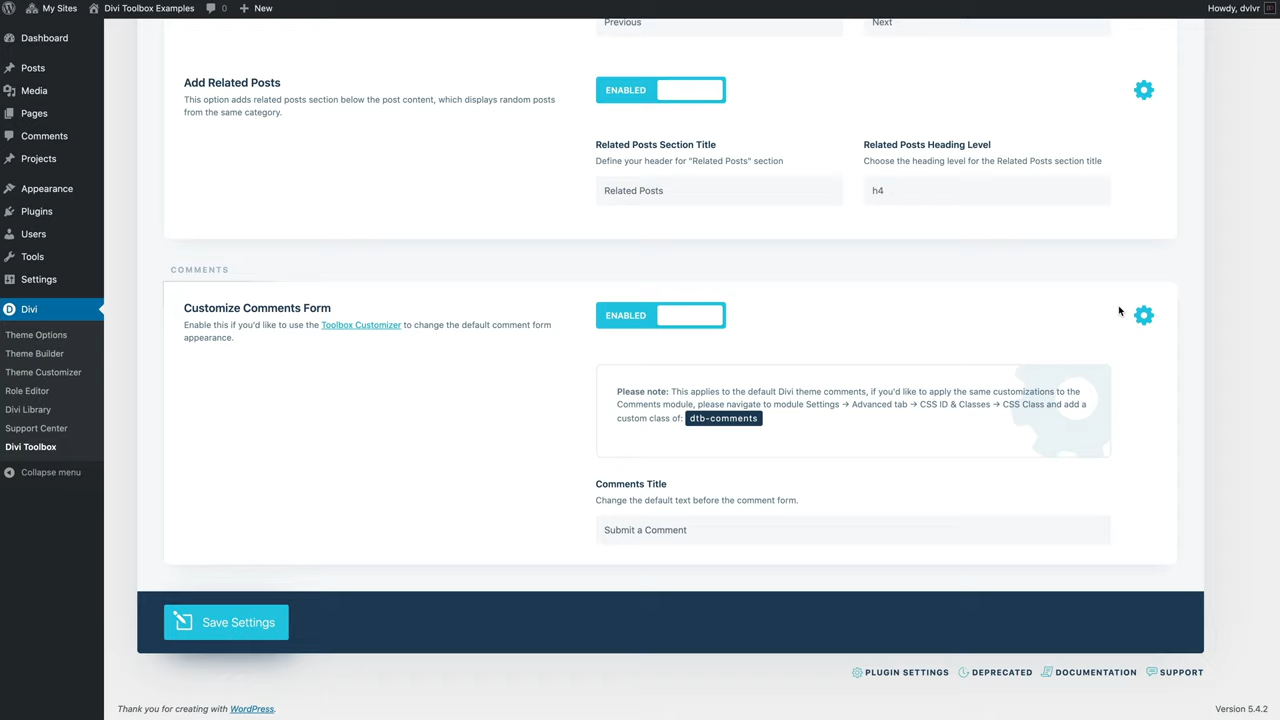 My Sites
Divi Toolbox Examples
0
New
Howdy, dvlvr
Dashboard
Posts
Media
Pages
Comments
Projects
Appearance
Plugins
Users
Tools
Settings
Divi
Theme Options
Theme Builder
Theme Customizer
Role Editor
Divi Library
Support Center
Divi Toolbox
Collapse menu
Previous
Next
Add Related Posts
This option adds related posts section below the post content, which displays random posts
from the same category.
ENABLED
Related Posts Section Title
Define your header for "Related Posts" section
Related Posts
Related Posts Heading Level
Choose the heading level for the Related Posts section title
h4
COMMENTS
Customize Comments Form
Enable this if you'd like to use the Toolbox Customizer to change the default comment form
appearance.
ENABLED
Please note: This applies to the default Divi theme comments, if you'd like to apply the same customizations to the
Comments module, please navigate to module Settings → Advanced tab → CSS ID & Classes → CSS Class and add a
custom class of: dtb-comments
Comments Title
Change the default text before the comment form.
Submit a Comment
Save Settings
PLUGIN SETTINGS
DEPRECATED
DOCUMENTATION
SUPPORT
Thank you for creating with WordPress.
Version 5.4.2